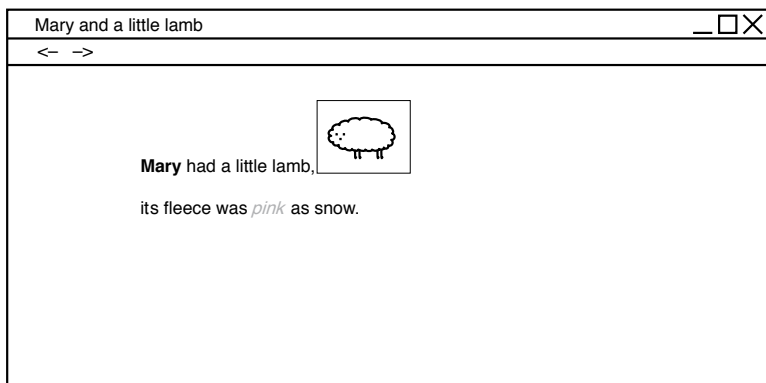 Mary and a little lamb
<- ->
Mary had a little lamb,
its fleece was pink as snow.